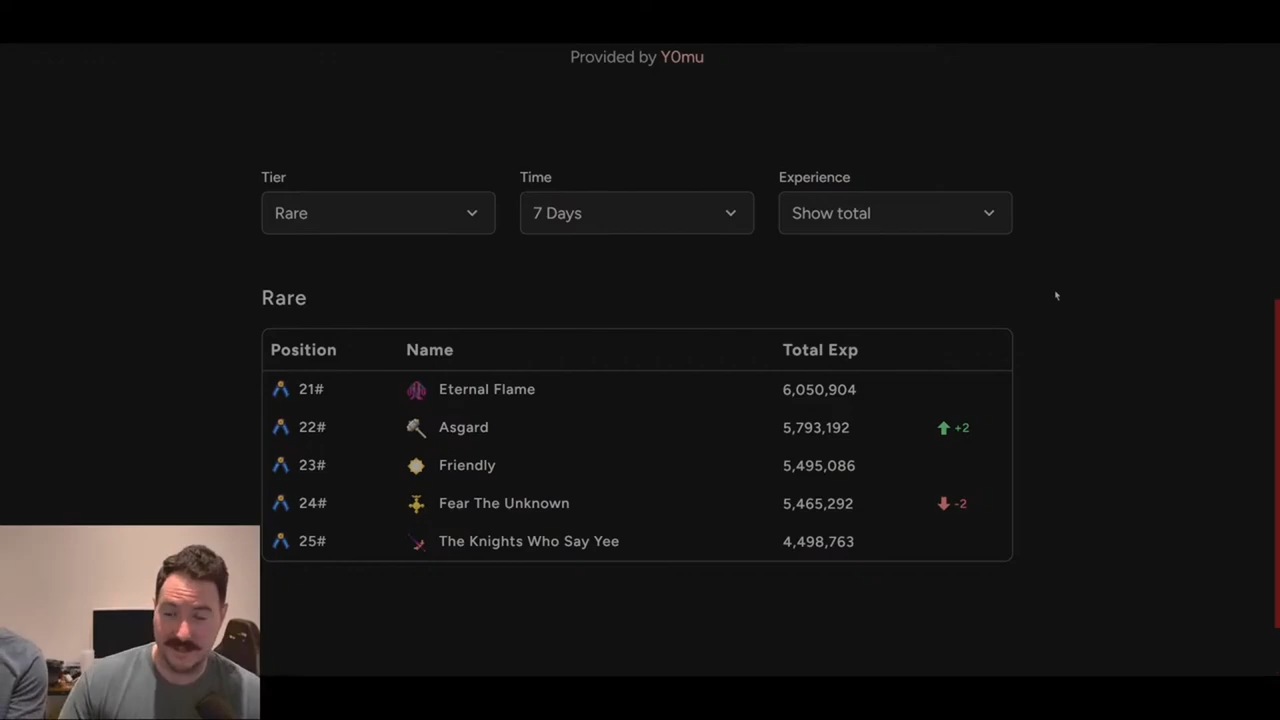 Provided by Y0mu
Tier Time Experience
Rare 7 Days Show total
Rare
Position Name Total Exp
21# Eternal Flame 6,050,904
22# Asgard 5,793,192 +2
23# Friendly 5,495,086
24# Fear The Unknown 5,465,292 -2
25# The Knights Who Say Yee 4,498,763